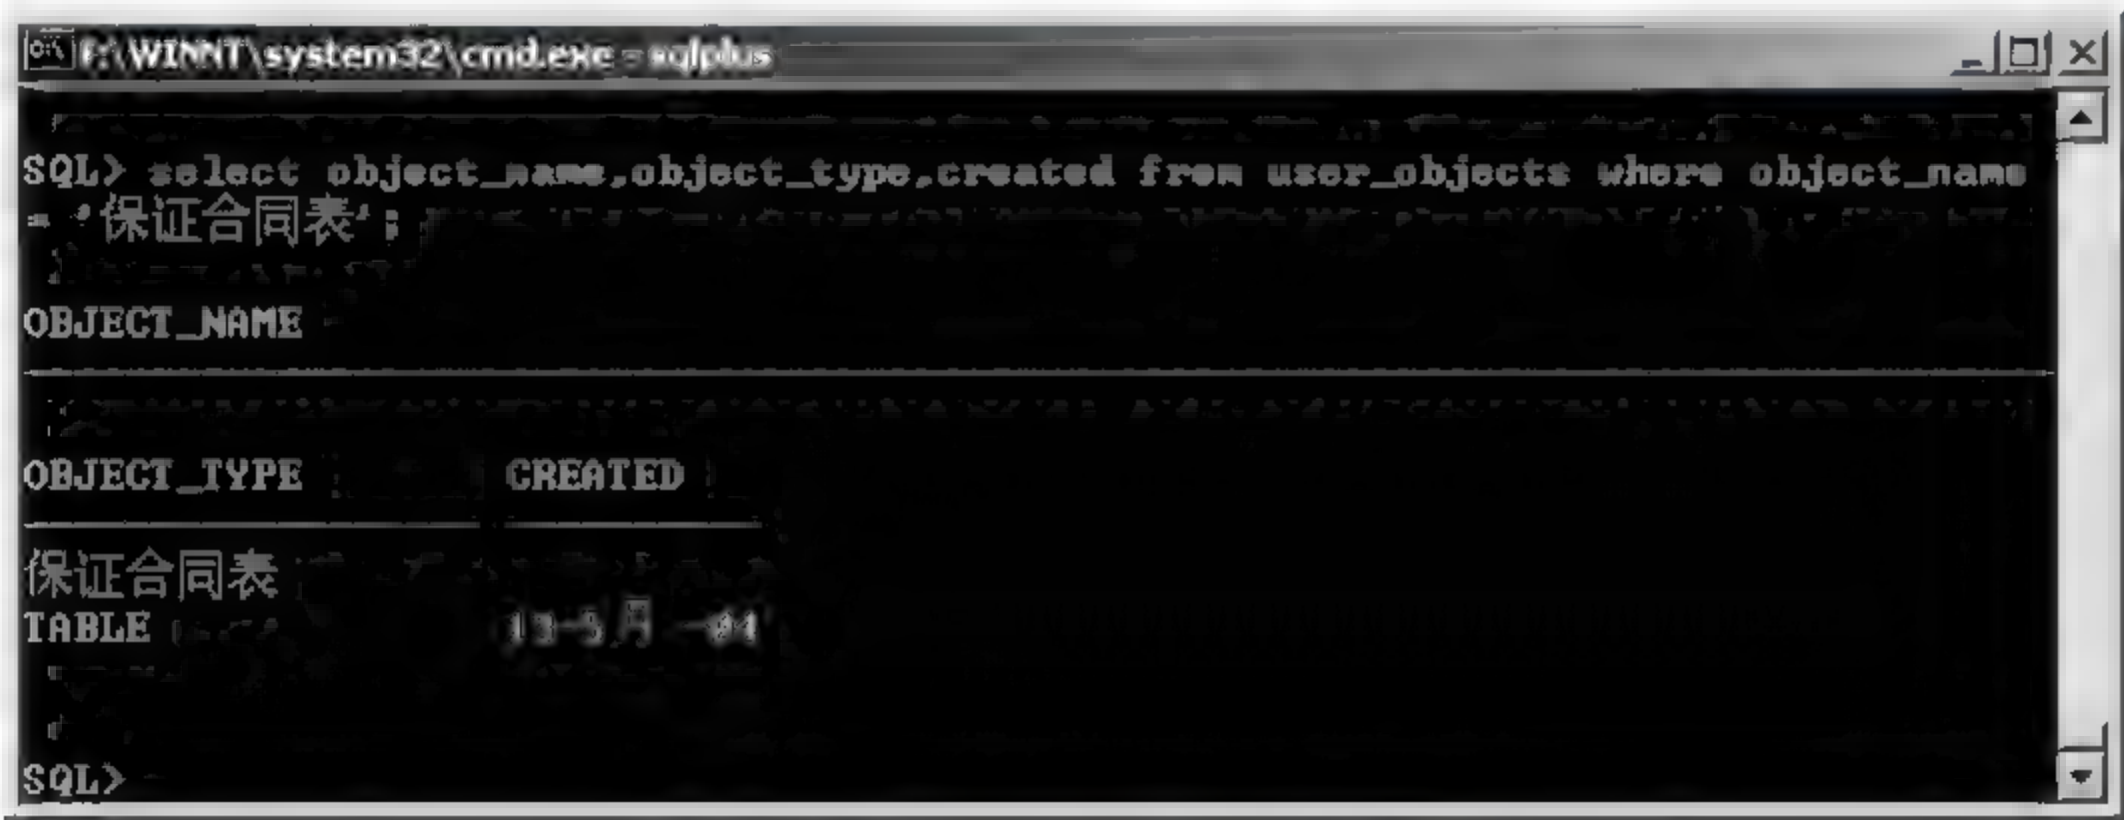 :\WINNT\system32\cmd.exe - sqlplus
SQL> select object_name,object_type,created from user_objects where object_name
= '保证合同表';
OBJECT_NAME
OBJECT_TYPE CREATED
保证合同表
TABLE
SQL>